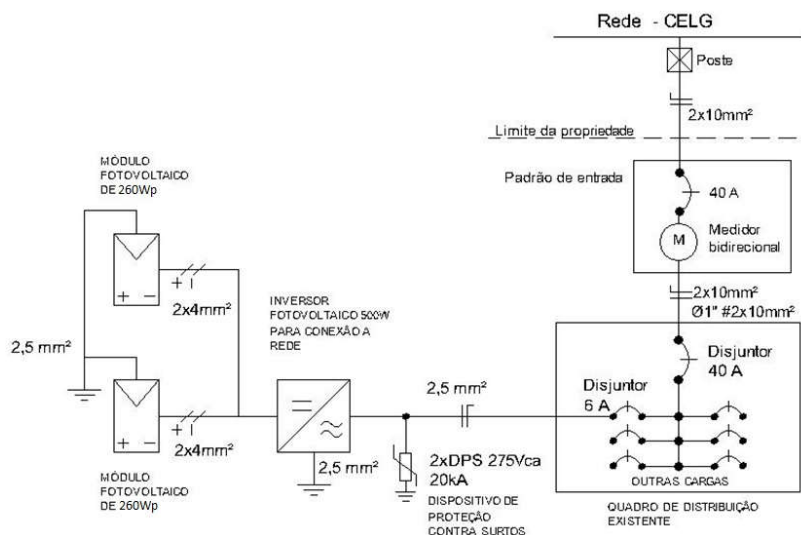 Rede - CELG
Poste
2x10mm²
Limite da propriedade
Padrão de entrada
40 A
M
Medidor
bidirecional
2x10mm²
Ø1" #2x10mm²
MÓDULO
FOTOVOLTAICO
DE 260Wp
+ -
+ -
2x4mm²
2,5 mm²
+ -
+ -
2x4mm²
MÓDULO
FOTOVOLTAICO
DE 260Wp
INVERSOR
FOTOVOLTAICO 500W
PARA CONEXÃO A
REDE
2,5 mm²
2,5 mm²
2xDPS 275Vca
20kA
DISPOSITIVO DE
PROTEÇÃO
CONTRA SURTOS
Disjuntor
40 A
Disjuntor
6 A
OUTRAS CARGAS
QUADRO DE DISTRIBUIÇÃO
EXISTENTE